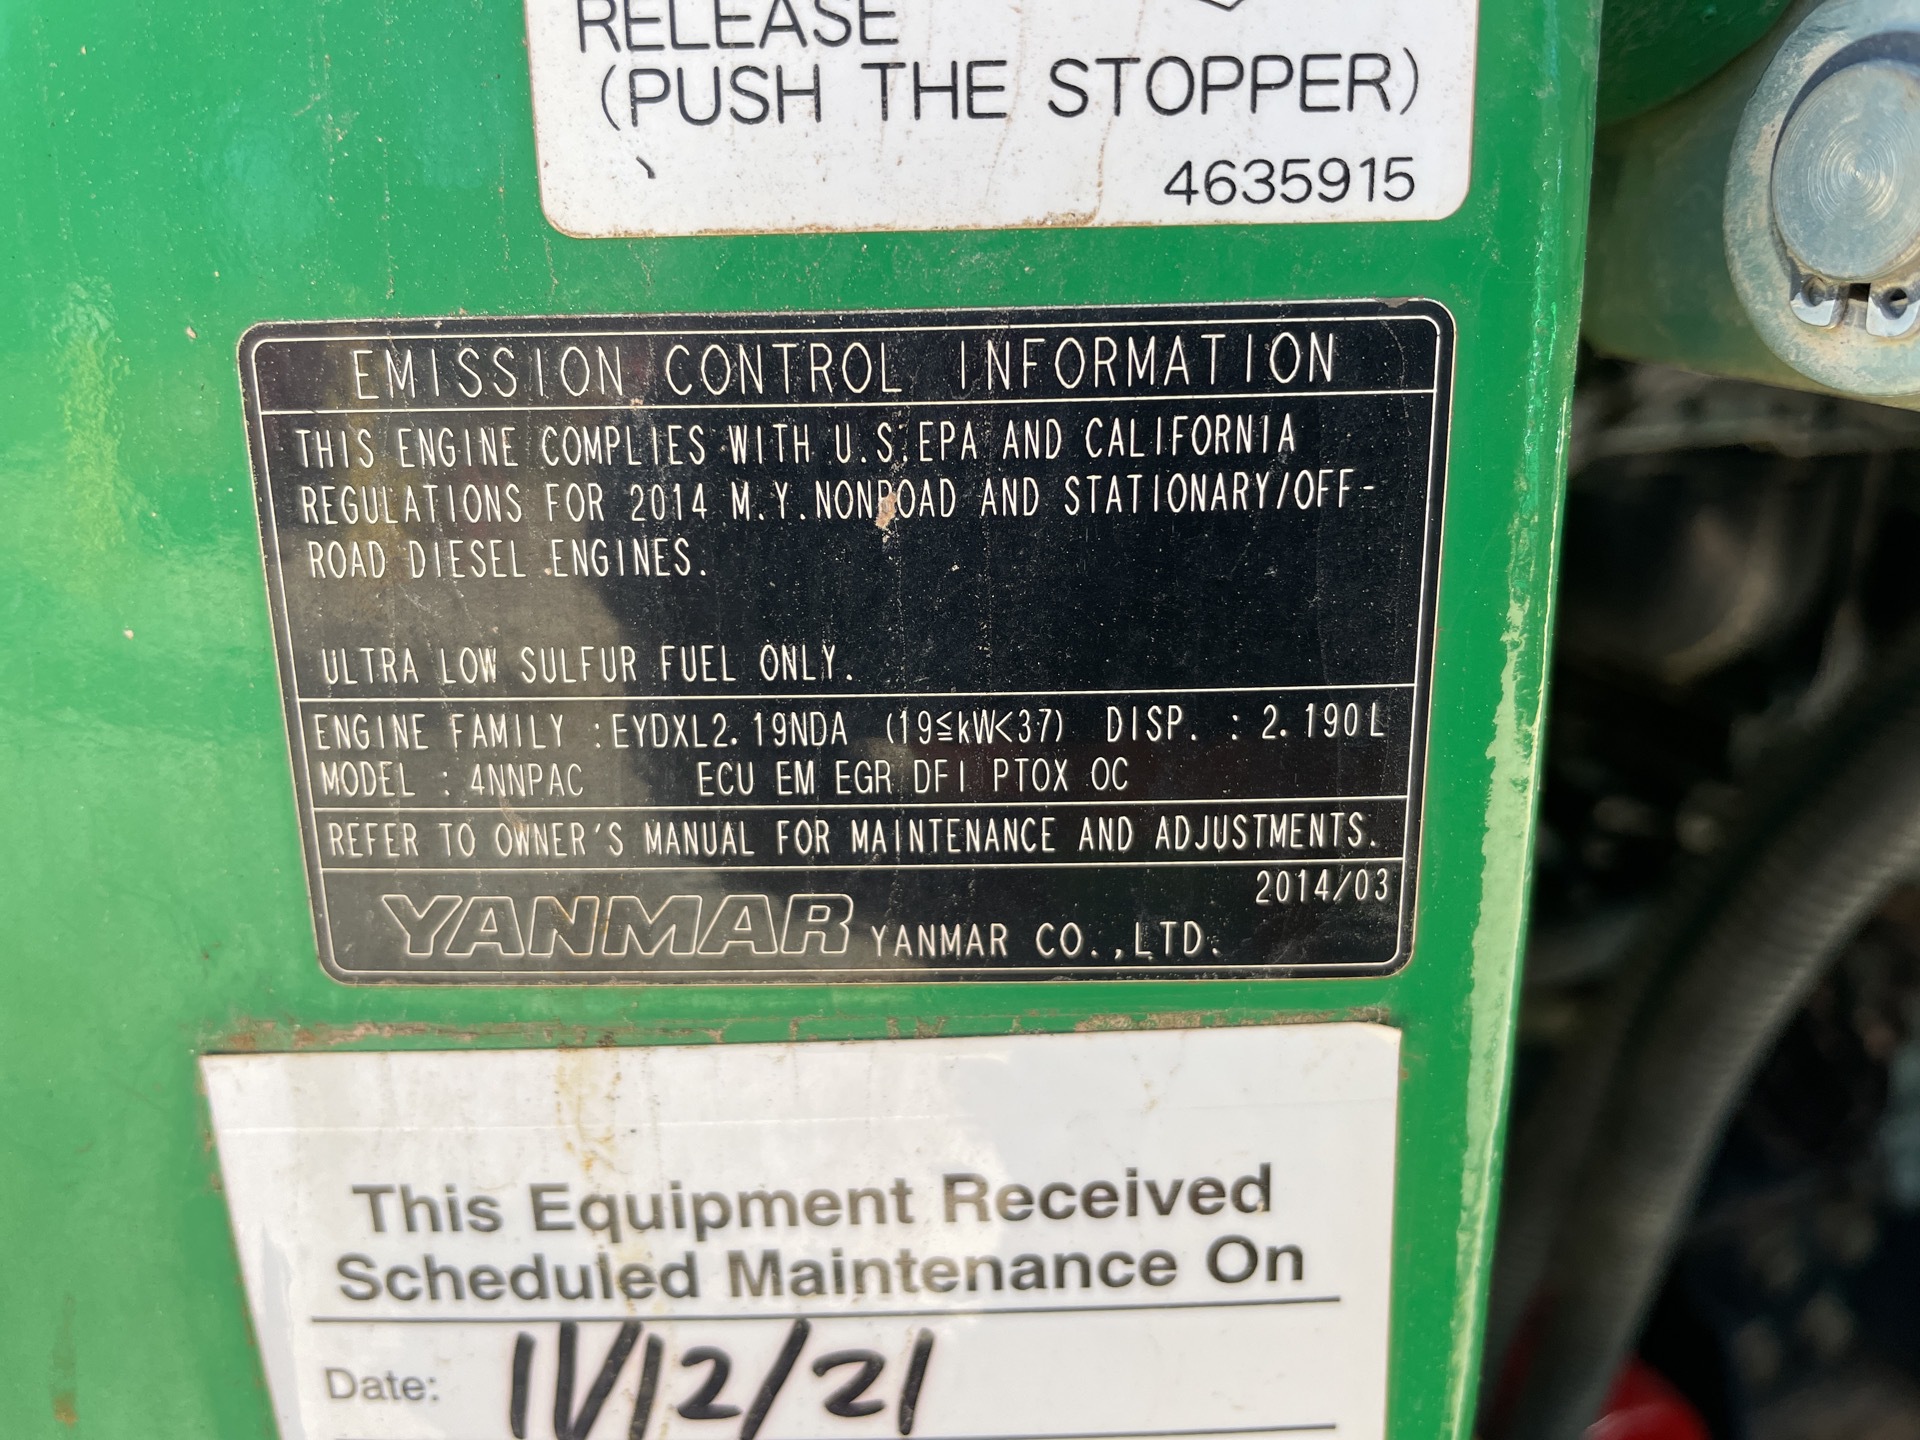 RELEASE
(PUSH THE STOPPER)
4635915
EMISSION CONTROL INFORMATION
THIS ENGINE COMPLIES WITH U.S.EPA AND CALIFORNIA
REGULATIONS FOR 2014 M.Y.NONROAD AND STATIONARY/OFF-
ROAD DIESEL ENGINES.
ULTRA LOW SULFUR FUEL ONLY.
ENGINE FAMILY :EYDXL2.19NDA (19≦kW<37) DISP. : 2.190L
MODEL : 4NNPAC ECU EM EGR DFI PTOX OC
REFER TO OWNER'S MANUAL FOR MAINTENANCE AND ADJUSTMENTS.
2014/03
YANMAR YANMAR CO.,LTD.
This Equipment Received
Scheduled Maintenance On
Date: 11/12/21